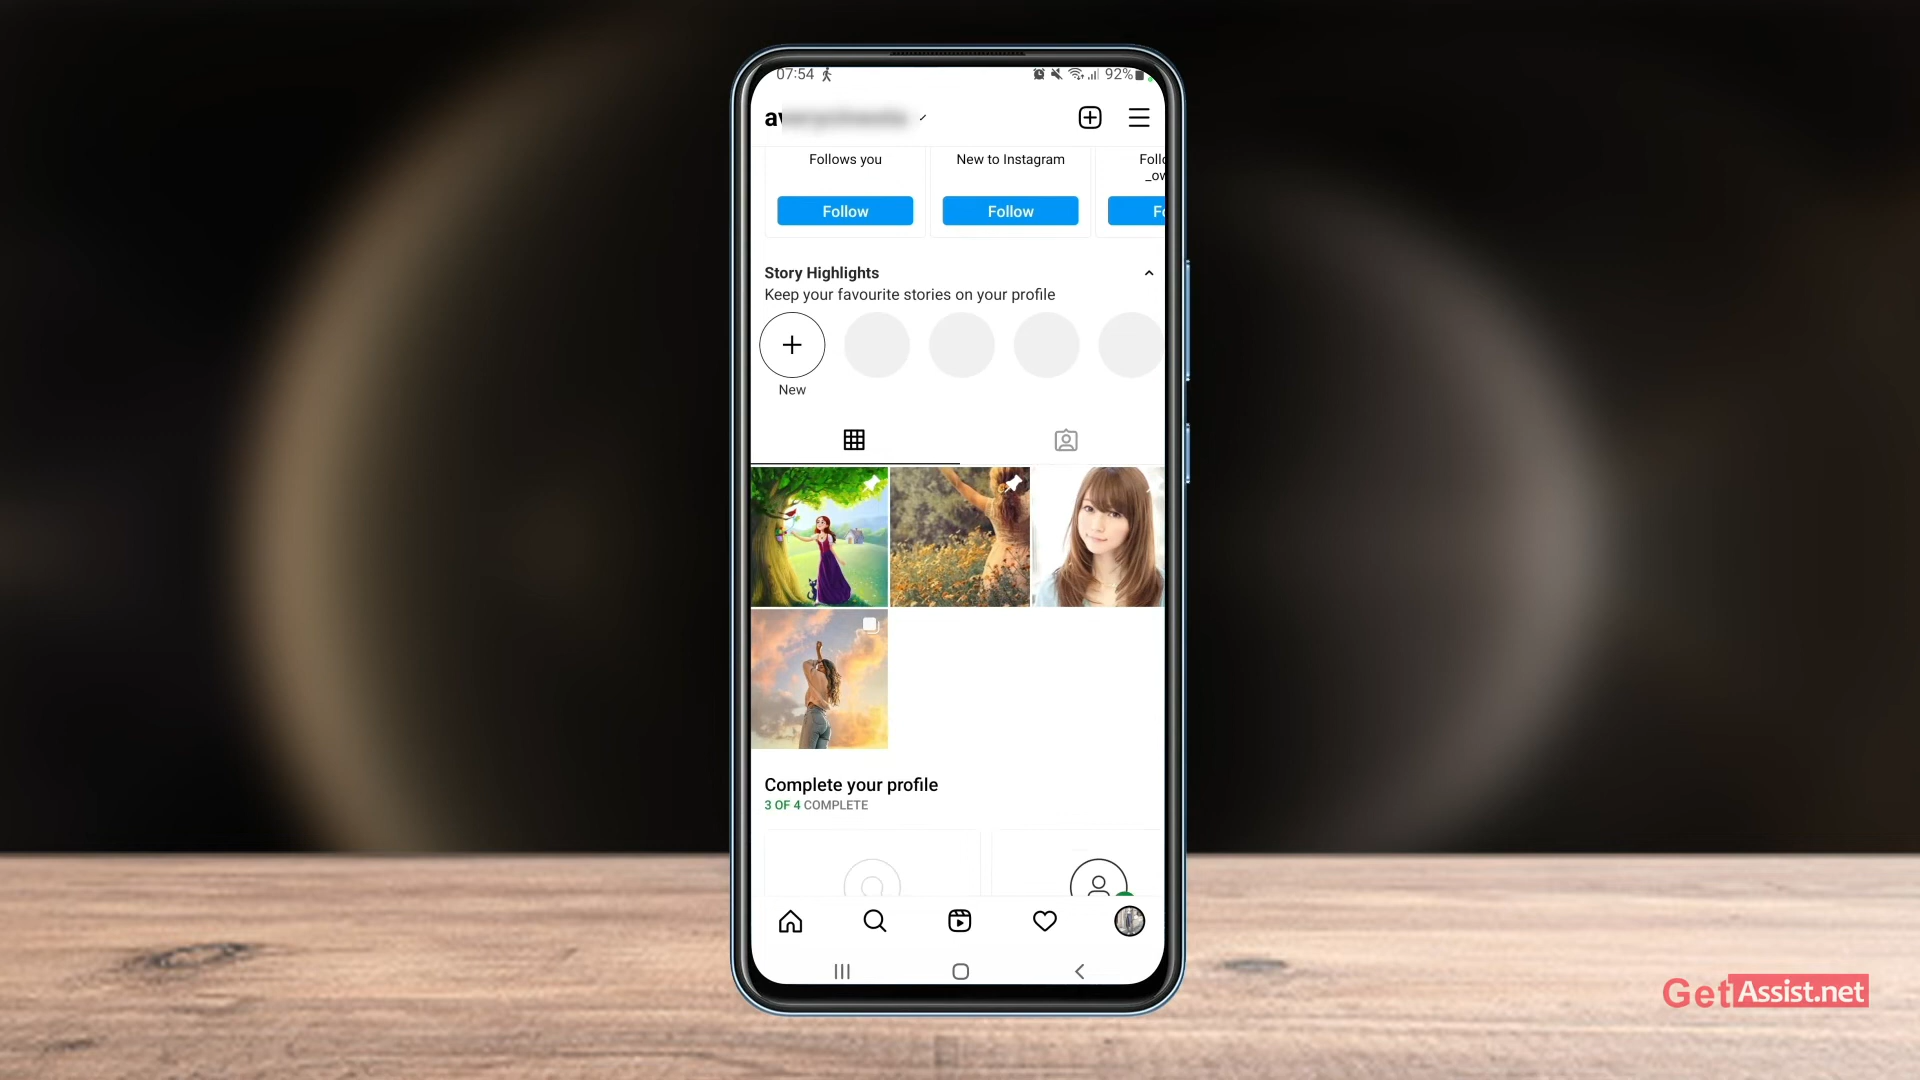 07:54
92%
Follows you
New to Instagram
Follow
Follow
Story Highlights
Keep your favourite stories on your profile
New
Complete your profile
3 OF 4 COMPLETE
GetAssist.net